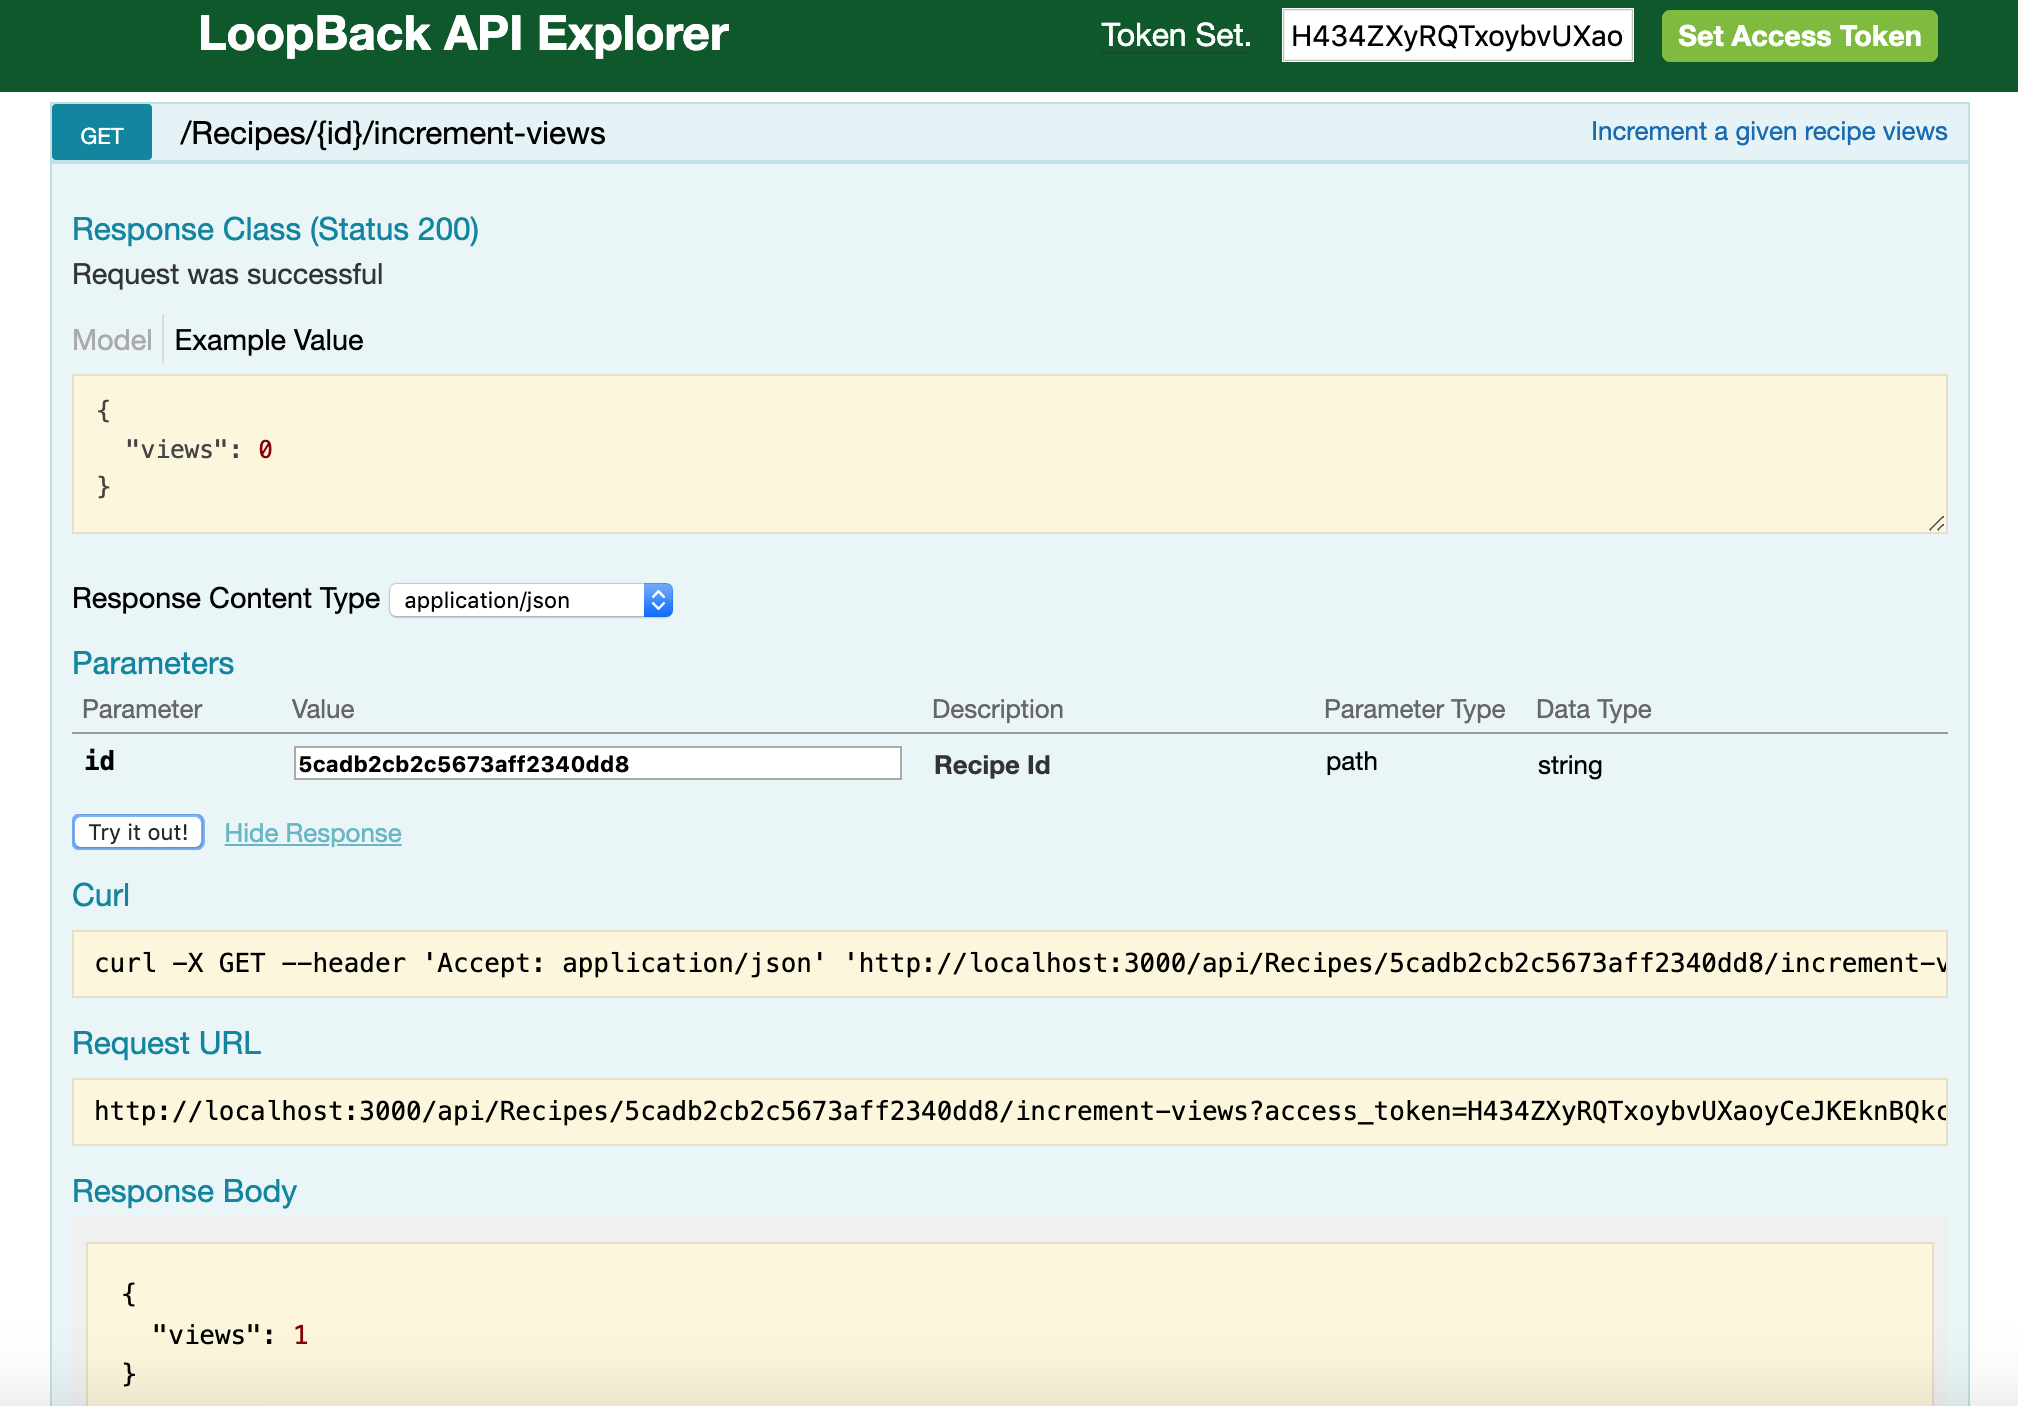 LoopBack API Explorer
Token Set. H434ZXyRQTxoybvUXao Set Access Token
GET /Recipes/{id}/increment-views Increment a given recipe views
Response Class (Status 200)
Request was successful
Model Example Value
{
"views": 0
}
Response Content Type application/json
Parameters
Parameter Value Description Parameter Type Data Type
id 5cadb2cb2c5673aff2340dd8 Recipe Id path string
Try it out! Hide Response
Curl
curl -X GET --header 'Accept: application/json' 'http://localhost:3000/api/Recipes/5cadb2cb2c5673aff2340dd8/increment-v
Request URL
http://localhost:3000/api/Recipes/5cadb2cb2c5673aff2340dd8/increment-views?access_token=H434ZXyRQTxoybvUXaoyCeJKEknBQkc
Response Body
{
"views": 1
}